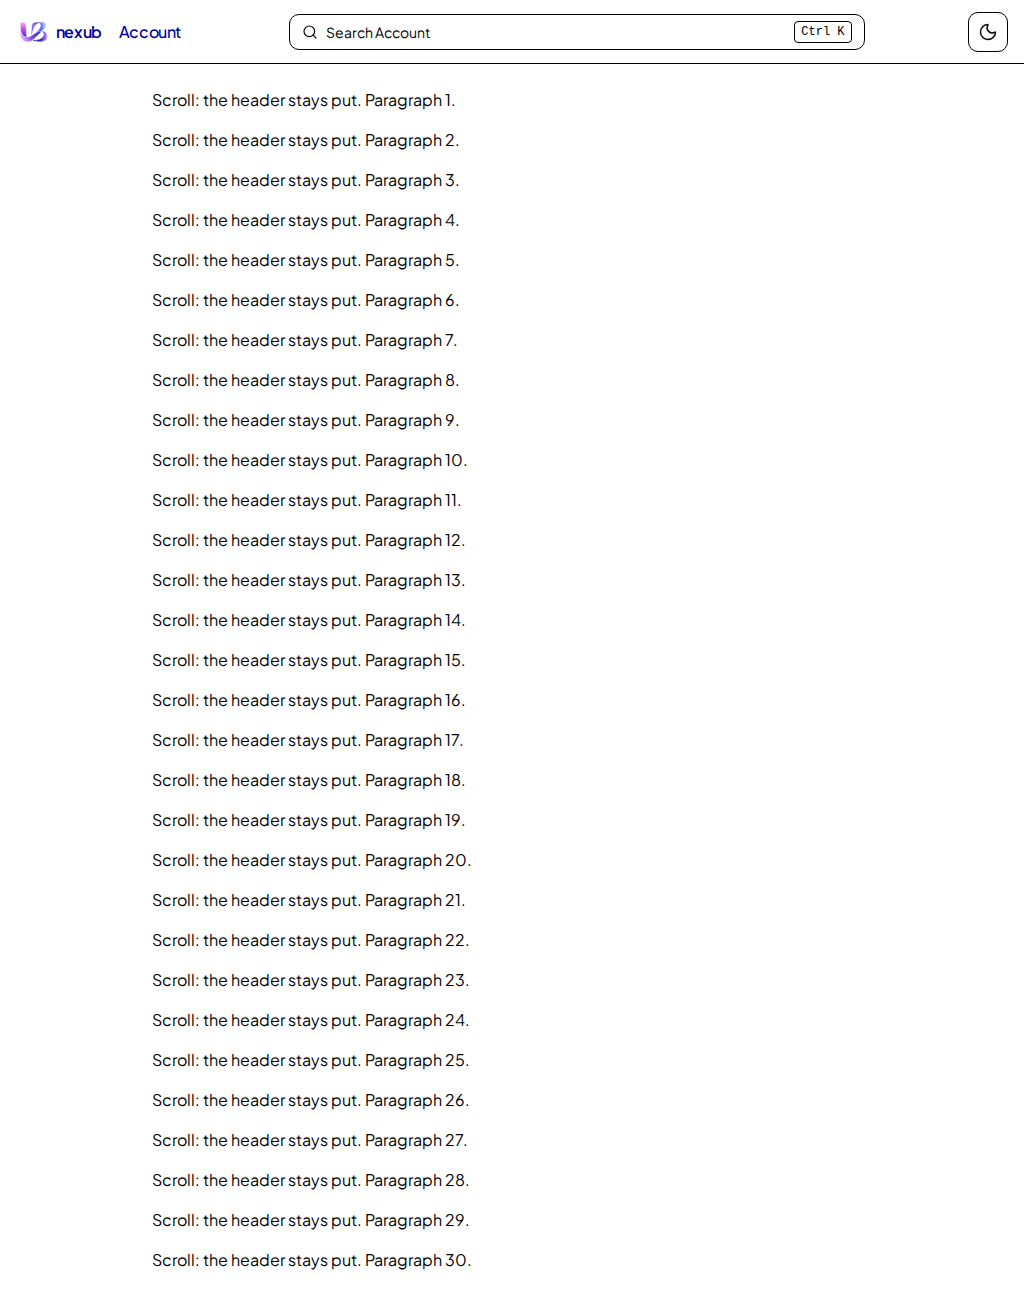 nexub Account Search Account Ctrl K
Scroll: the header stays put. Paragraph 1.
Scroll: the header stays put. Paragraph 2.
Scroll: the header stays put. Paragraph 3.
Scroll: the header stays put. Paragraph 4.
Scroll: the header stays put. Paragraph 5.
Scroll: the header stays put. Paragraph 6.
Scroll: the header stays put. Paragraph 7.
Scroll: the header stays put. Paragraph 8.
Scroll: the header stays put. Paragraph 9.
Scroll: the header stays put. Paragraph 10.
Scroll: the header stays put. Paragraph 11.
Scroll: the header stays put. Paragraph 12.
Scroll: the header stays put. Paragraph 13.
Scroll: the header stays put. Paragraph 14.
Scroll: the header stays put. Paragraph 15.
Scroll: the header stays put. Paragraph 16.
Scroll: the header stays put. Paragraph 17.
Scroll: the header stays put. Paragraph 18.
Scroll: the header stays put. Paragraph 19.
Scroll: the header stays put. Paragraph 20.
Scroll: the header stays put. Paragraph 21.
Scroll: the header stays put. Paragraph 22.
Scroll: the header stays put. Paragraph 23.
Scroll: the header stays put. Paragraph 24.
Scroll: the header stays put. Paragraph 25.
Scroll: the header stays put. Paragraph 26.
Scroll: the header stays put. Paragraph 27.
Scroll: the header stays put. Paragraph 28.
Scroll: the header stays put. Paragraph 29.
Scroll: the header stays put. Paragraph 30.